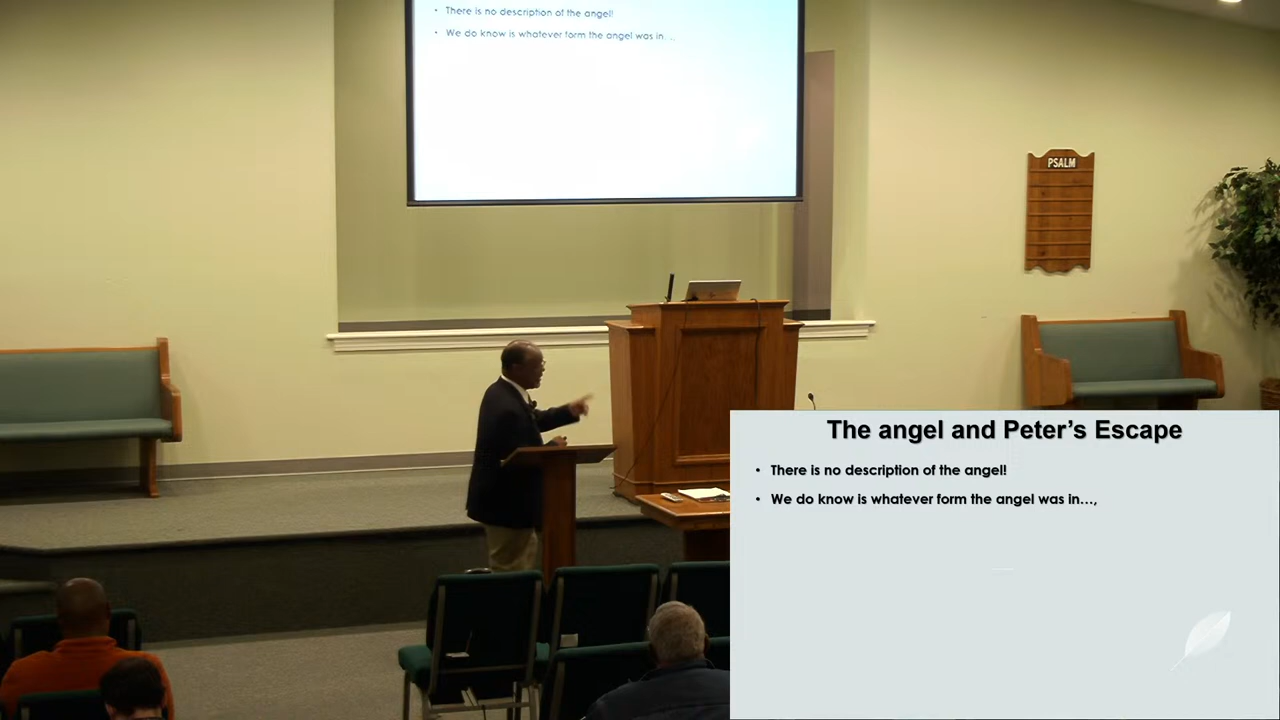 • There is no description of the angel!
• We do know is whatever form the angel was in…,
PSALM
The angel and Peter’s Escape
• There is no description of the angel!
• We do know is whatever form the angel was in…,